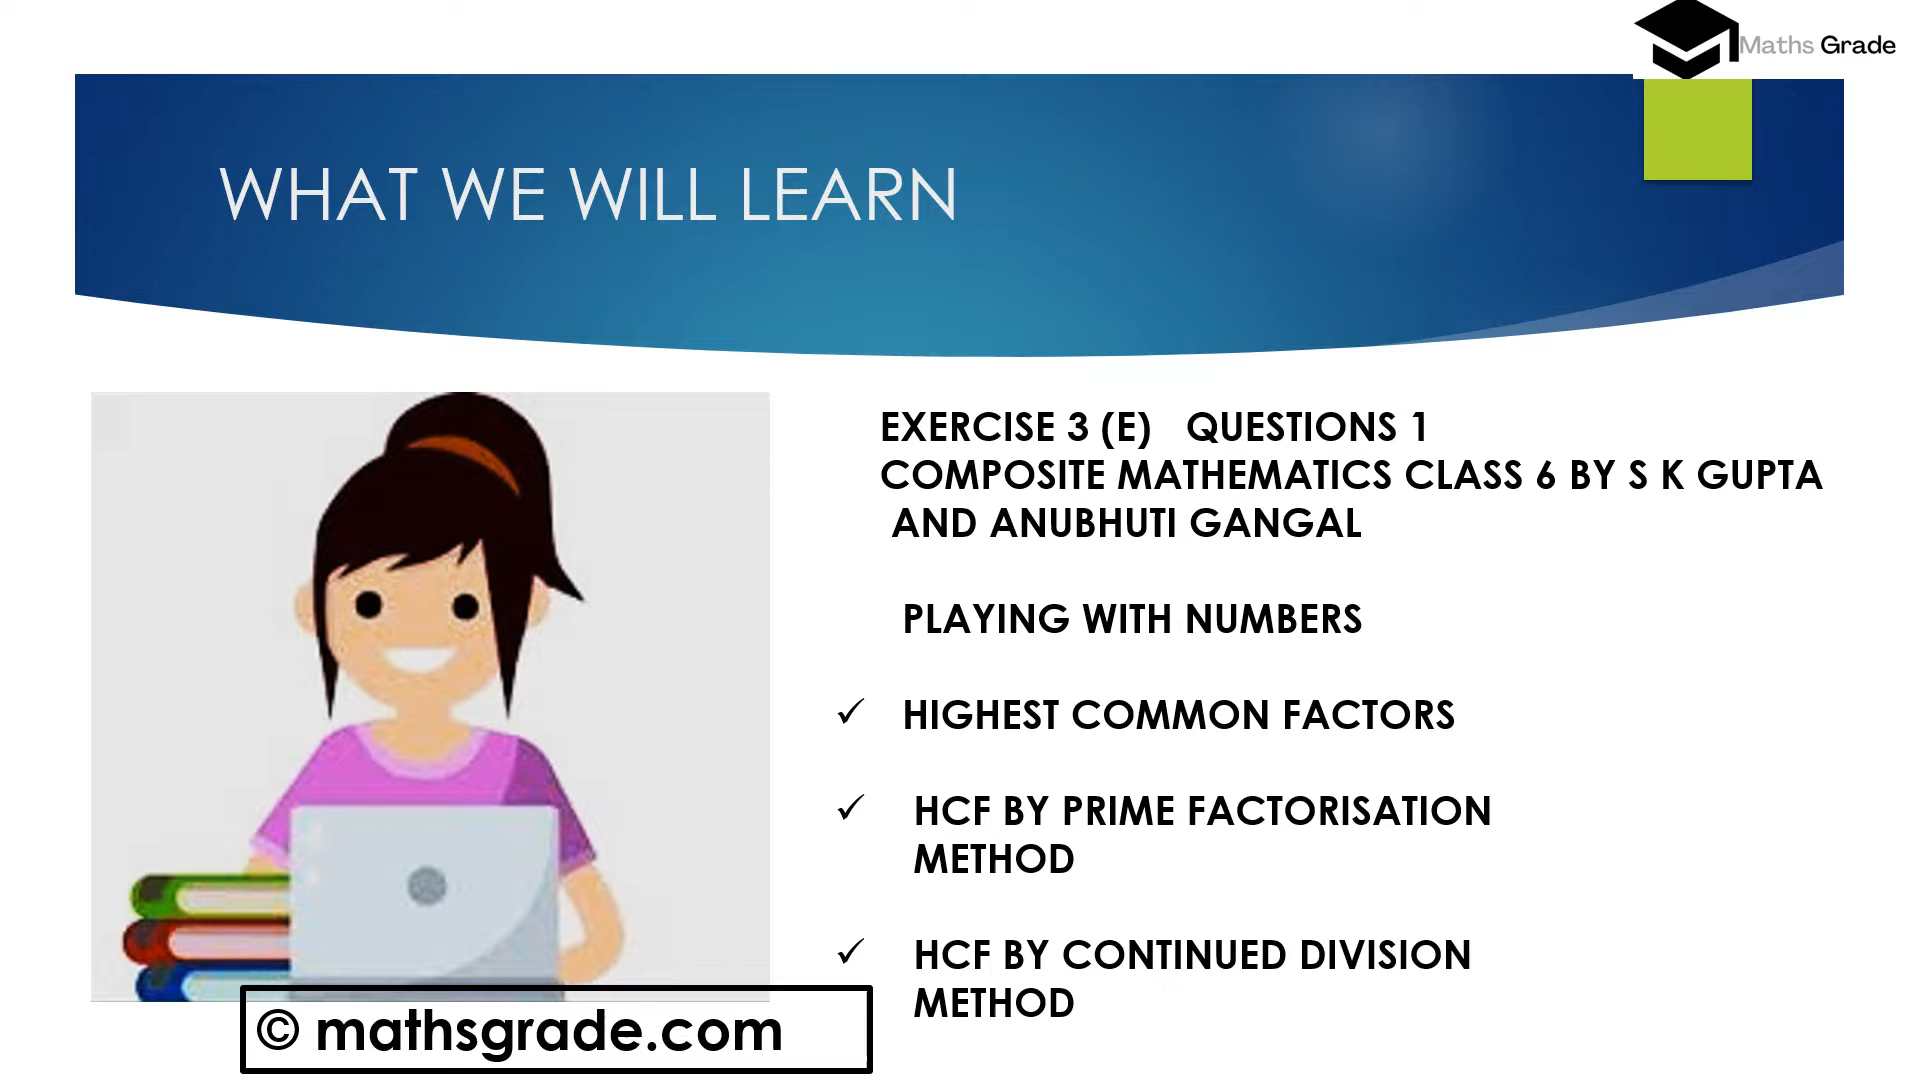 Maths Grade
WHAT WE WILL LEARN
EXERCISE 3 (E) QUESTIONS 1
COMPOSITE MATHEMATICS CLASS 6 BY S K GUPTA
AND ANUBHUTI GANGAL
PLAYING WITH NUMBERS
✓ HIGHEST COMMON FACTORS
✓ HCF BY PRIME FACTORISATION
METHOD
✓ HCF BY CONTINUED DIVISION
METHOD
© mathsgrade.com